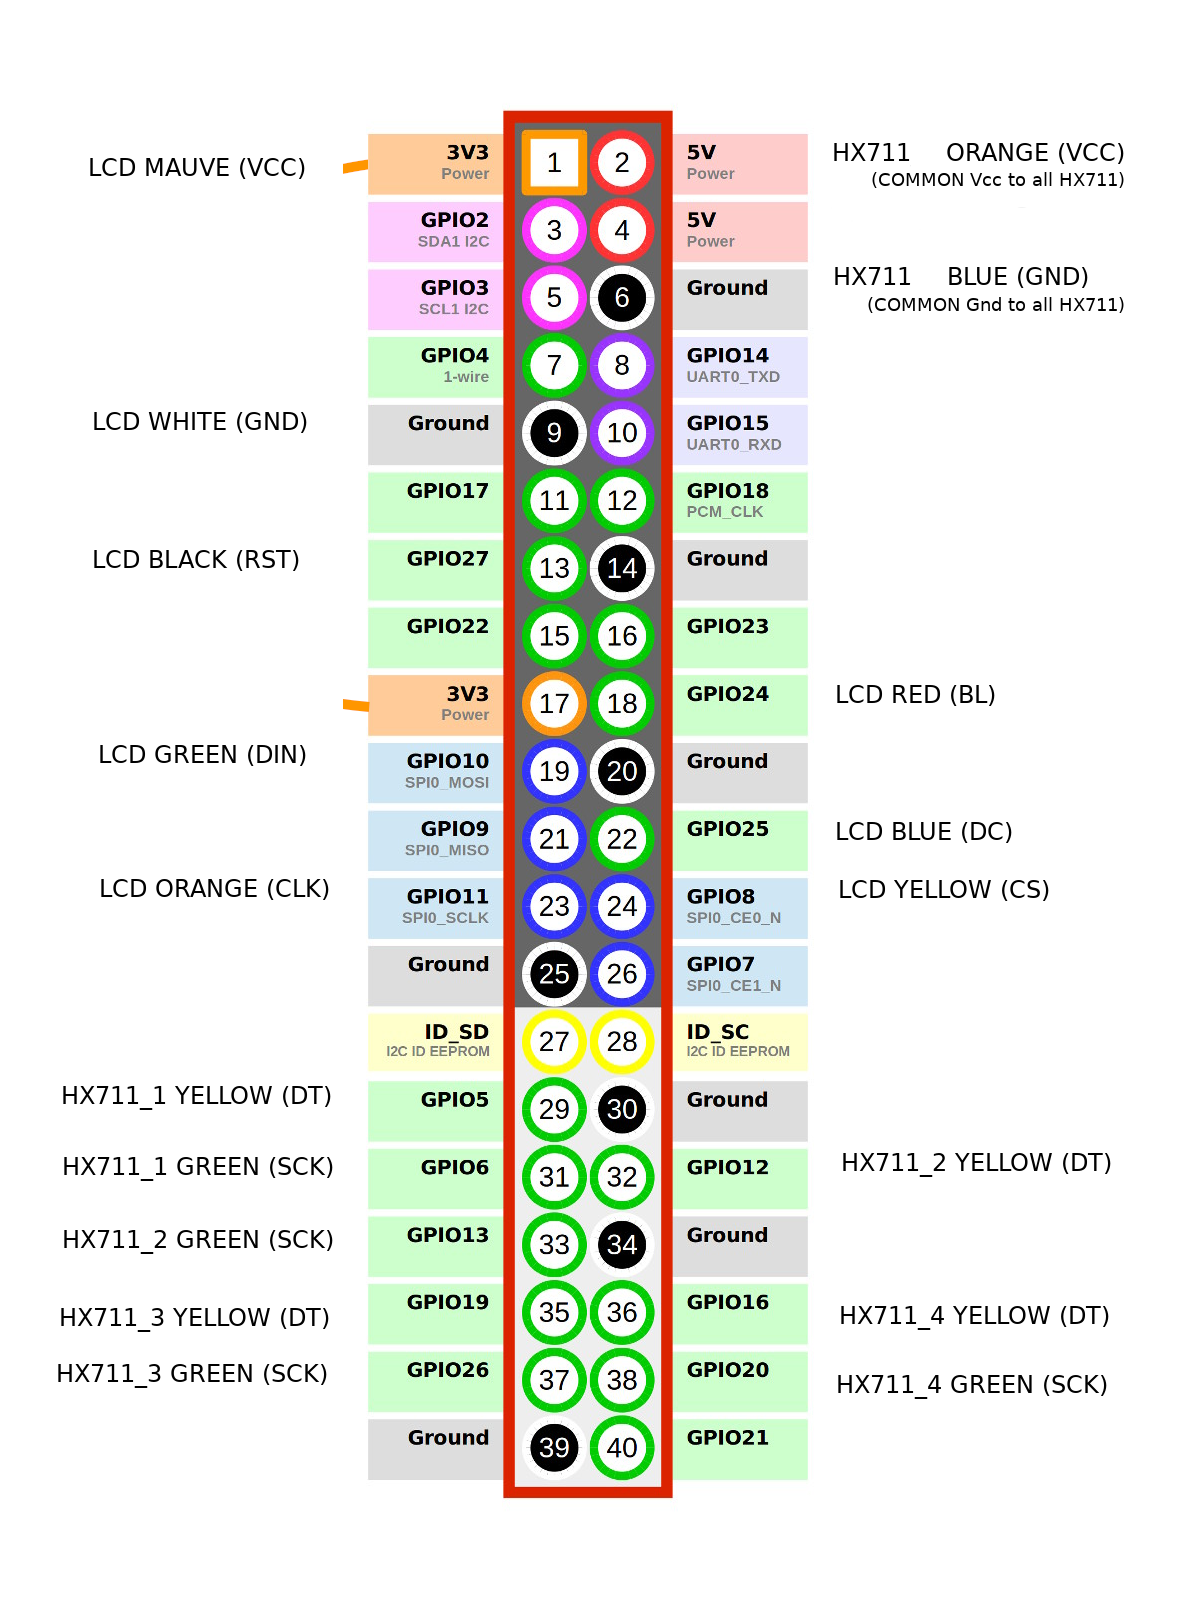 LCD MAUVE (VCC)
3V3
Power
1
2
5V
Power
HX711 ORANGE (VCC)
(COMMON Vcc to all HX711)
GPIO2
SDA1 I2C
3
4
5V
Power
GPIO3
SCL1 I2C
5
6
Ground
HX711 BLUE (GND)
(COMMON Gnd to all HX711)
GPIO4
1-wire
7
8
GPIO14
UART0_TXD
LCD WHITE (GND)
Ground
9
10
GPIO15
UART0_RXD
GPIO17
11
12
GPIO18
PCM_CLK
LCD BLACK (RST)
GPIO27
13
14
Ground
GPIO22
15
16
GPIO23
3V3
Power
17
18
GPIO24
LCD RED (BL)
LCD GREEN (DIN)
GPIO10
SPI0_MOSI
19
20
Ground
GPIO9
SPI0_MISO
21
22
GPIO25
LCD BLUE (DC)
LCD ORANGE (CLK)
GPIO11
SPI0_SCLK
23
24
GPIO8
SPI0_CE0_N
LCD YELLOW (CS)
Ground
25
26
GPIO7
SPI0_CE1_N
ID_SD
I2C ID EEPROM
27
28
ID_SC
I2C ID EEPROM
HX711_1 YELLOW (DT)
GPIO5
29
30
Ground
HX711_1 GREEN (SCK)
GPIO6
31
32
GPIO12
HX711_2 YELLOW (DT)
HX711_2 GREEN (SCK)
GPIO13
33
34
Ground
HX711_3 YELLOW (DT)
GPIO19
35
36
GPIO16
HX711_4 YELLOW (DT)
HX711_3 GREEN (SCK)
GPIO26
37
38
GPIO20
HX711_4 GREEN (SCK)
Ground
39
40
GPIO21